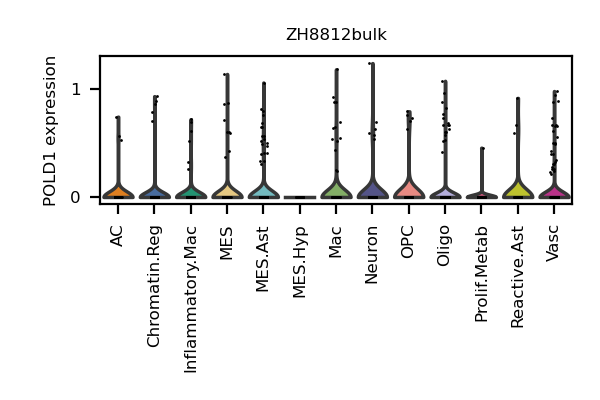 ZH8812bulk
POLD1 expression
1
0
AC
Chromatin.Reg
Inflammatory.Mac
MES
MES.Ast
MES.Hyp
Mac
Neuron
OPC
Oligo
Prolif.Metab
Reactive.Ast
Vasc